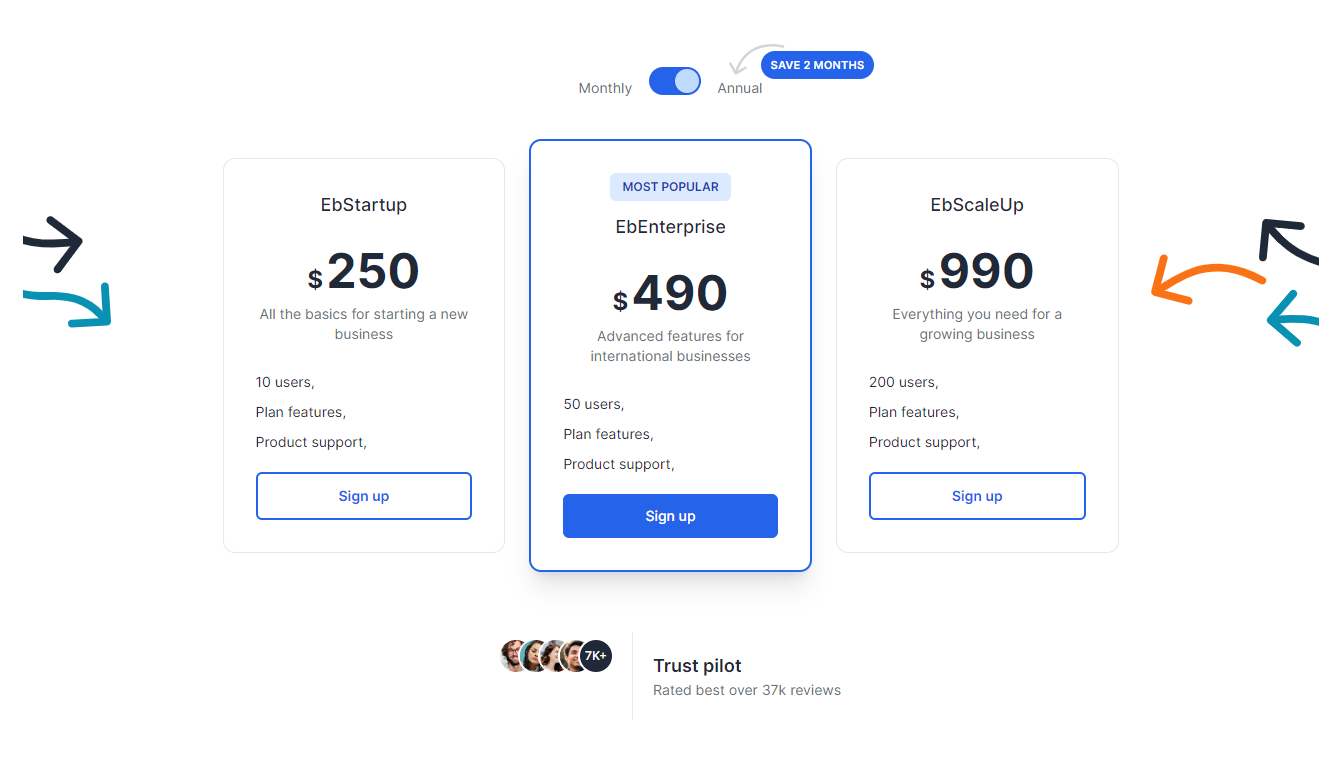 SAVE 2 MONTHS
Monthly
Annual
EbStartup
$250
All the basics for starting a new
business
10 users,
Plan features,
Product support,
Sign up
MOST POPULAR
EbEnterprise
$490
Advanced features for
international businesses
50 users,
Plan features,
Product support,
Sign up
EbScaleUp
$990
Everything you need for a
growing business
200 users,
Plan features,
Product support,
Sign up
7K+
Trust pilot
Rated best over 37k reviews